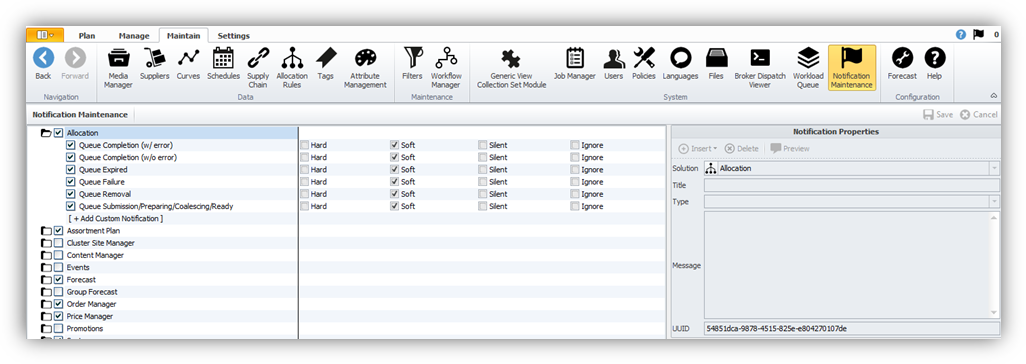 Plan Manage Maintain Settings 0
Back Forward Media Manager Suppliers Curves Schedules Supply Chain Allocation Rules Tags Attribute Management Filters Workflow Manager Generic View Collection Set Module Job Manager Users Policies Languages Files Broker Dispatch Viewer Workload Queue Notification Maintenance Forecast Help
Navigation Data Maintenance System Configuration
Notification Maintenance Save Cancel
Allocation Notification Properties
Queue Completion (w/ error) Hard Soft Silent Ignore Insert Delete Preview
Queue Completion (w/o error) Hard Soft Silent Ignore
Queue Expired Hard Soft Silent Ignore Solution Allocation
Queue Failure Hard Soft Silent Ignore Title
Queue Removal Hard Soft Silent Ignore Type
Queue Submission/Preparing/Coalescing/Ready Hard Soft Silent Ignore
[ + Add Custom Notification ]
Assortment Plan
Cluster Site Manager
Content Manager
Events Message
Forecast
Group Forecast
Order Manager
Price Manager
Promotions UUID 54851dca-9878-4515-825e-e804270107de